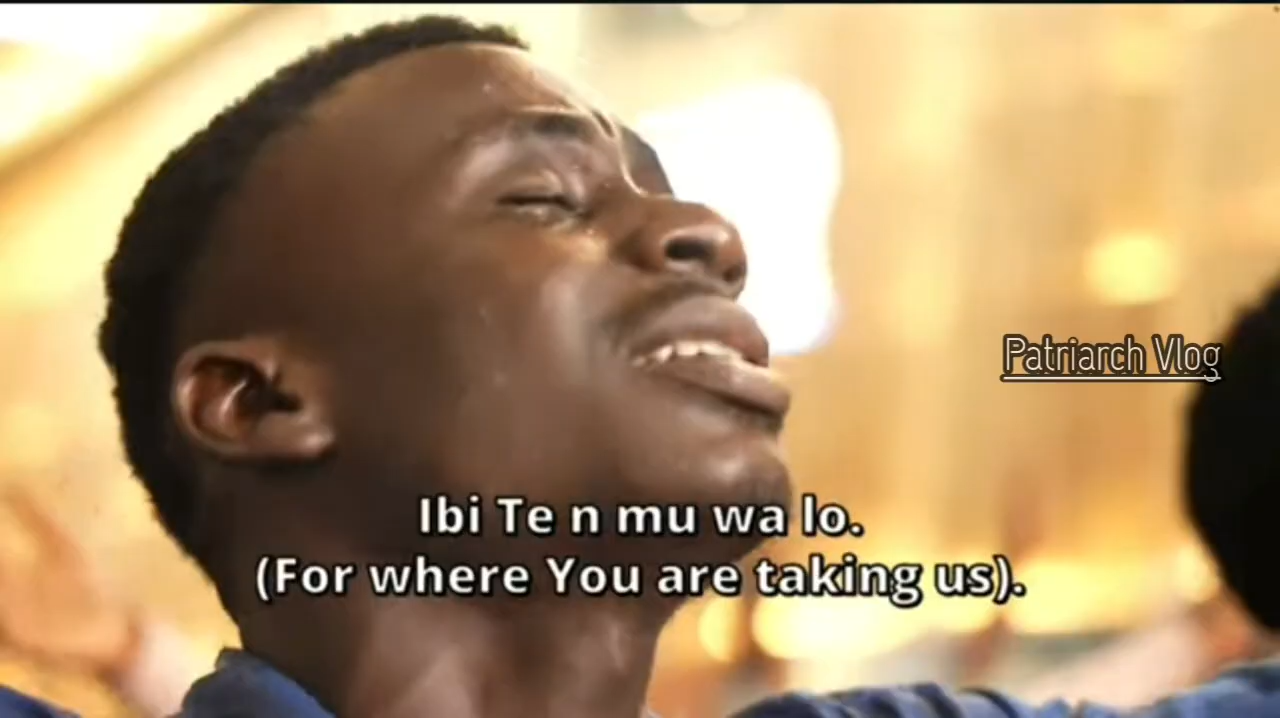 Patriarch Vlog
Ibi Te n mu wa lo.
(For where You are taking us).